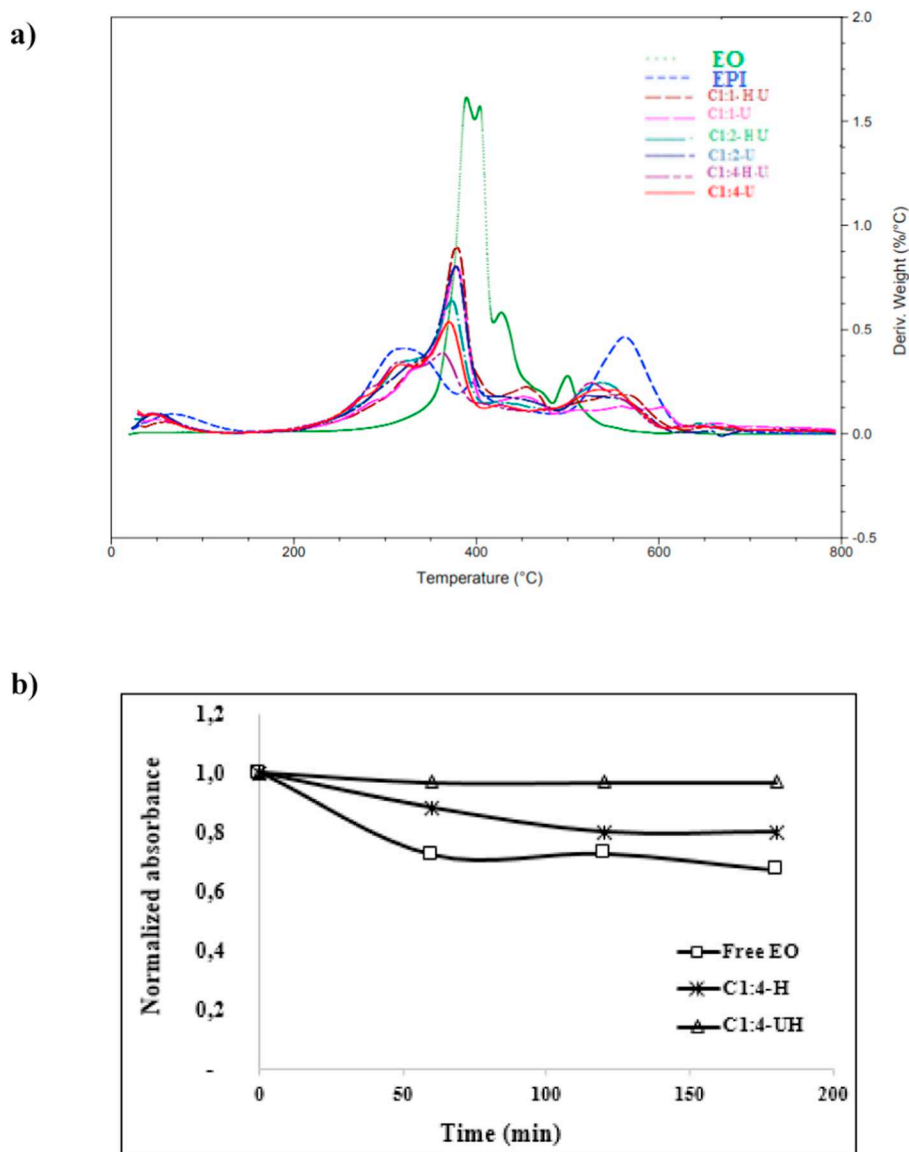 a)
2.0
1.5
1.0
0.5
0.0
-0.5
Deriv. Weight (%/°C)
EO
EPI
C1:1-H U
C1:1-U
C1:2-H U
C1:2-U
C1:4-H-U
C1:4-U
0
200
400
600
800
Temperature (°C)
b)
1,2
1,0
0,8
0,6
0,4
0,2
-
Normalized absorbance
Free EO
C1:4-H
C1:4-UH
0
50
100
150
200
Time (min)